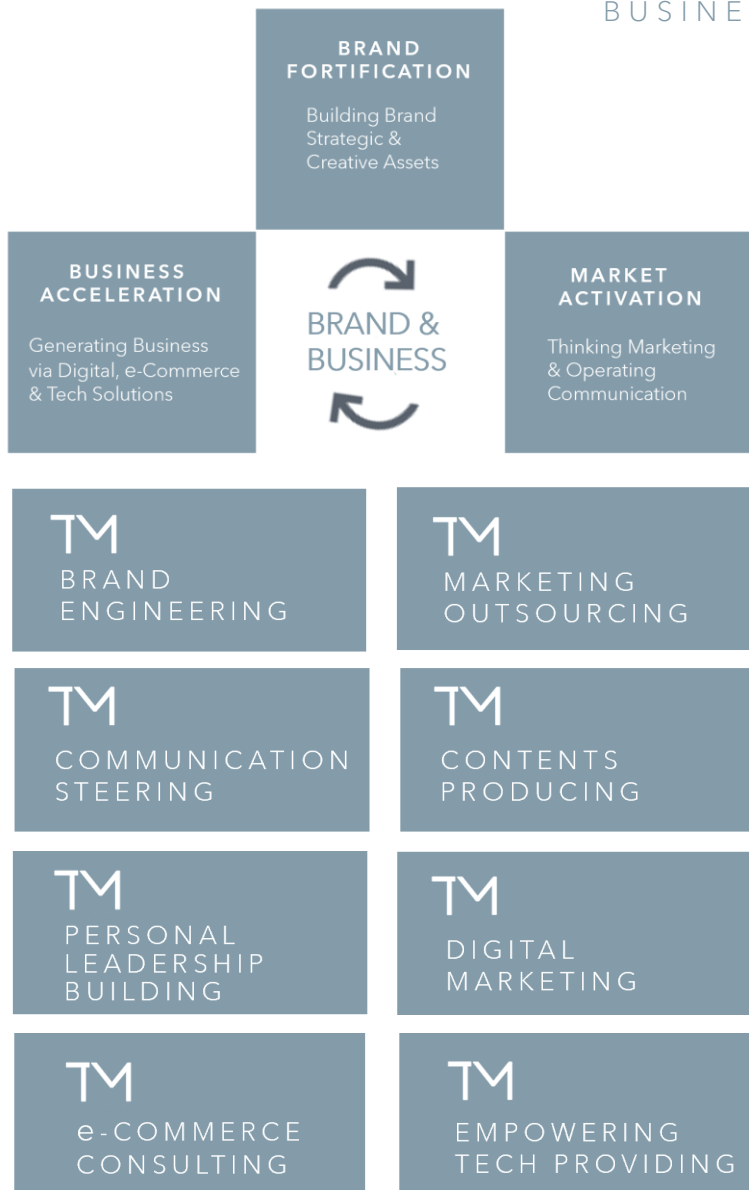 BUSINE
BRAND
FORTIFICATION
Building Brand
Strategic &
Creative Assets
BUSINESS
ACCELERATION
Generating Business
via Digital, e-Commerce
& Tech Solutions
BRAND &
BUSINESS
MARKET
ACTIVATION
Thinking Marketing
& Operating
Communication
TM
BRAND
ENGINEERING
TM
MARKETING
OUTSOURCING
TM
COMMUNICATION
STEERING
TM
CONTENTS
PRODUCING
TM
PERSONAL
LEADERSHIP
BUILDING
TM
DIGITAL
MARKETING
TM
e-COMMERCE
CONSULTING
TM
EMPOWERING
TECH PROVIDING